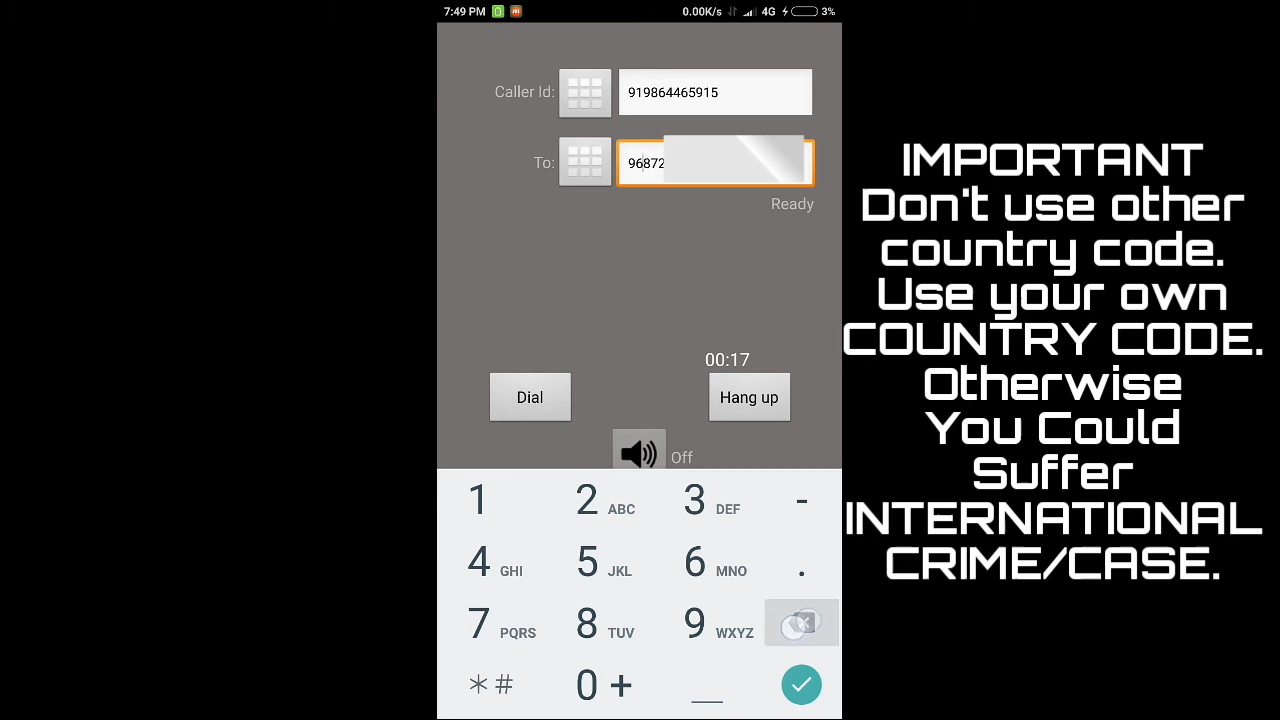 7:49 PM 0.00K/s 4G 3%
Caller Id: 919864465915
To: 96872
Ready
00:17
Dial Hang up
Off
1 2 ABC 3 DEF -
4 GHI 5 JKL 6 MNO .
7 PQRS 8 TUV 9 WXYZ
*# 0 + _
IMPORTANT
Don't use other
country code.
Use your own
COUNTRY CODE.
Otherwise
You Could
Suffer
INTERNATIONAL
CRIME/CASE.